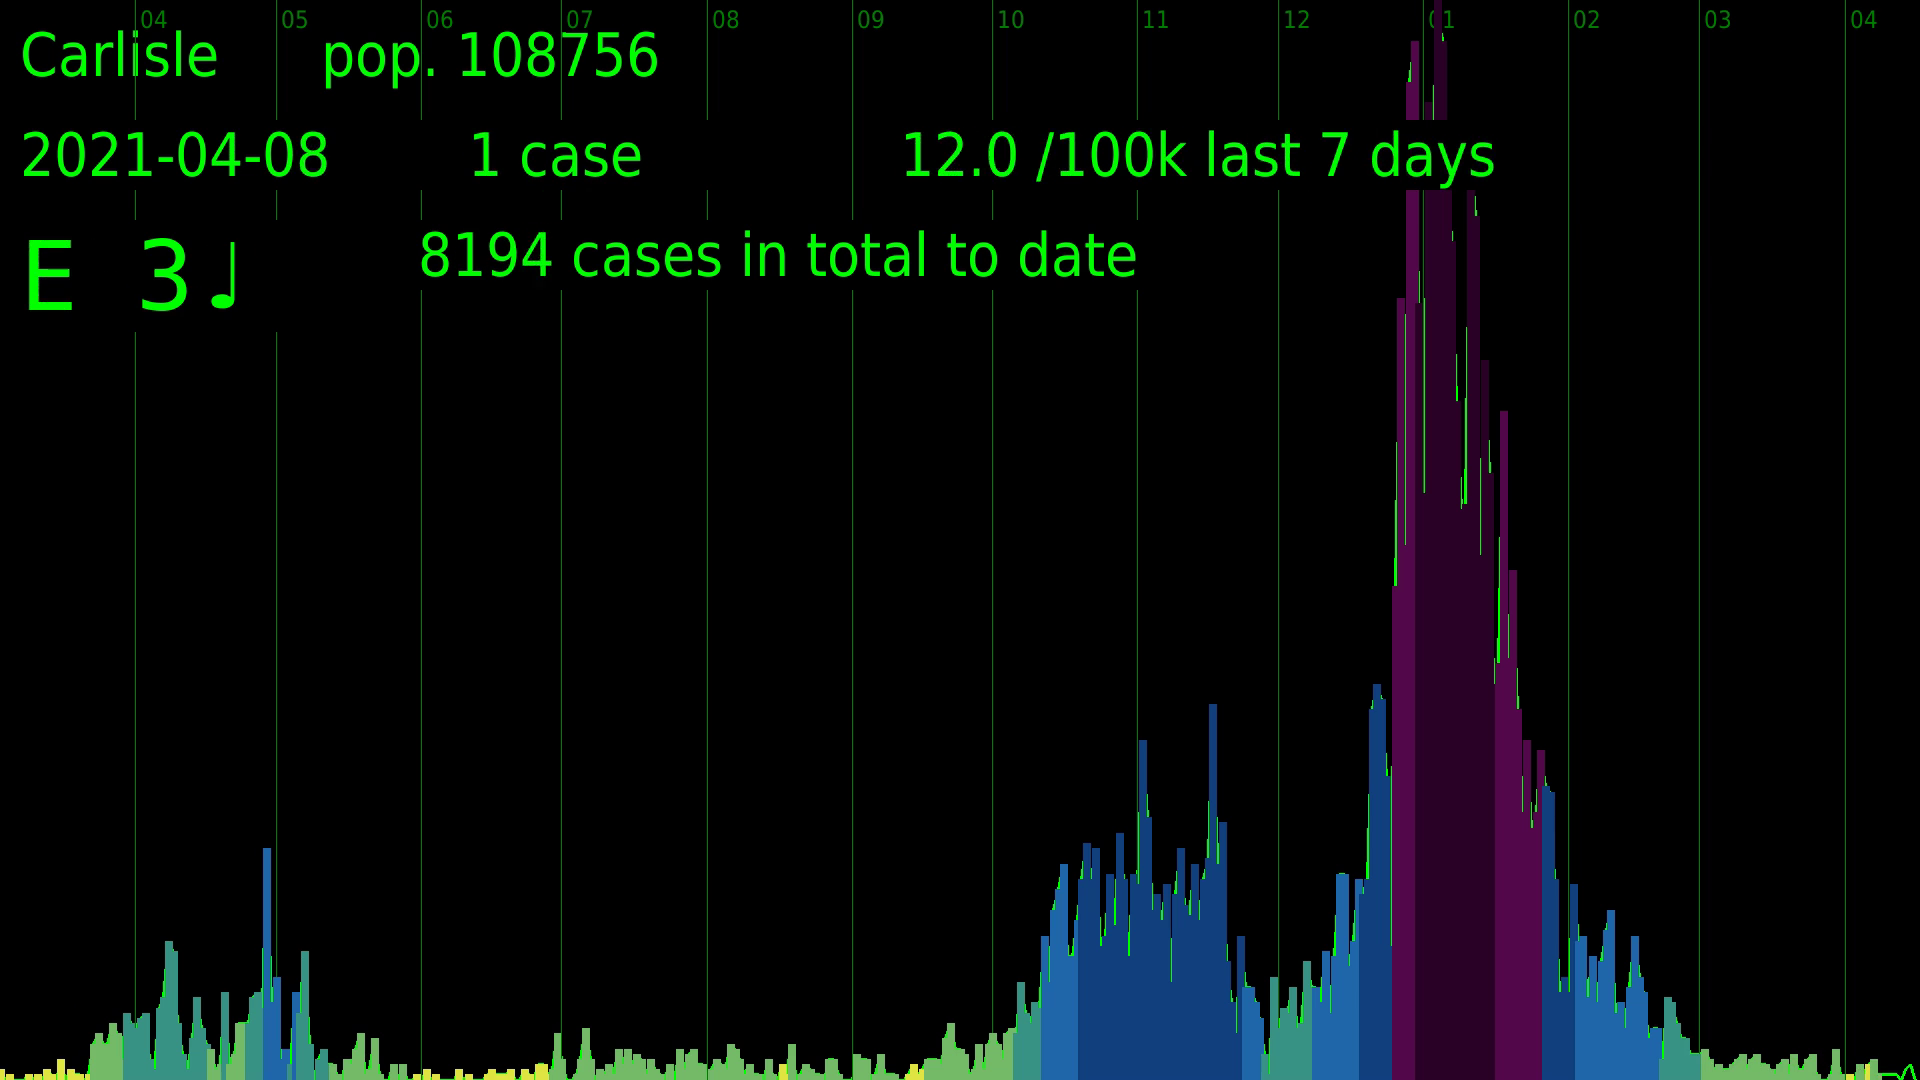 04 05 06 07 08 09 10 11 12 01 02 03 04
Carlisle pop. 108756
2021-04-08 1 case 12.0 /100k last 7 days
E 3♩ 8194 cases in total to date